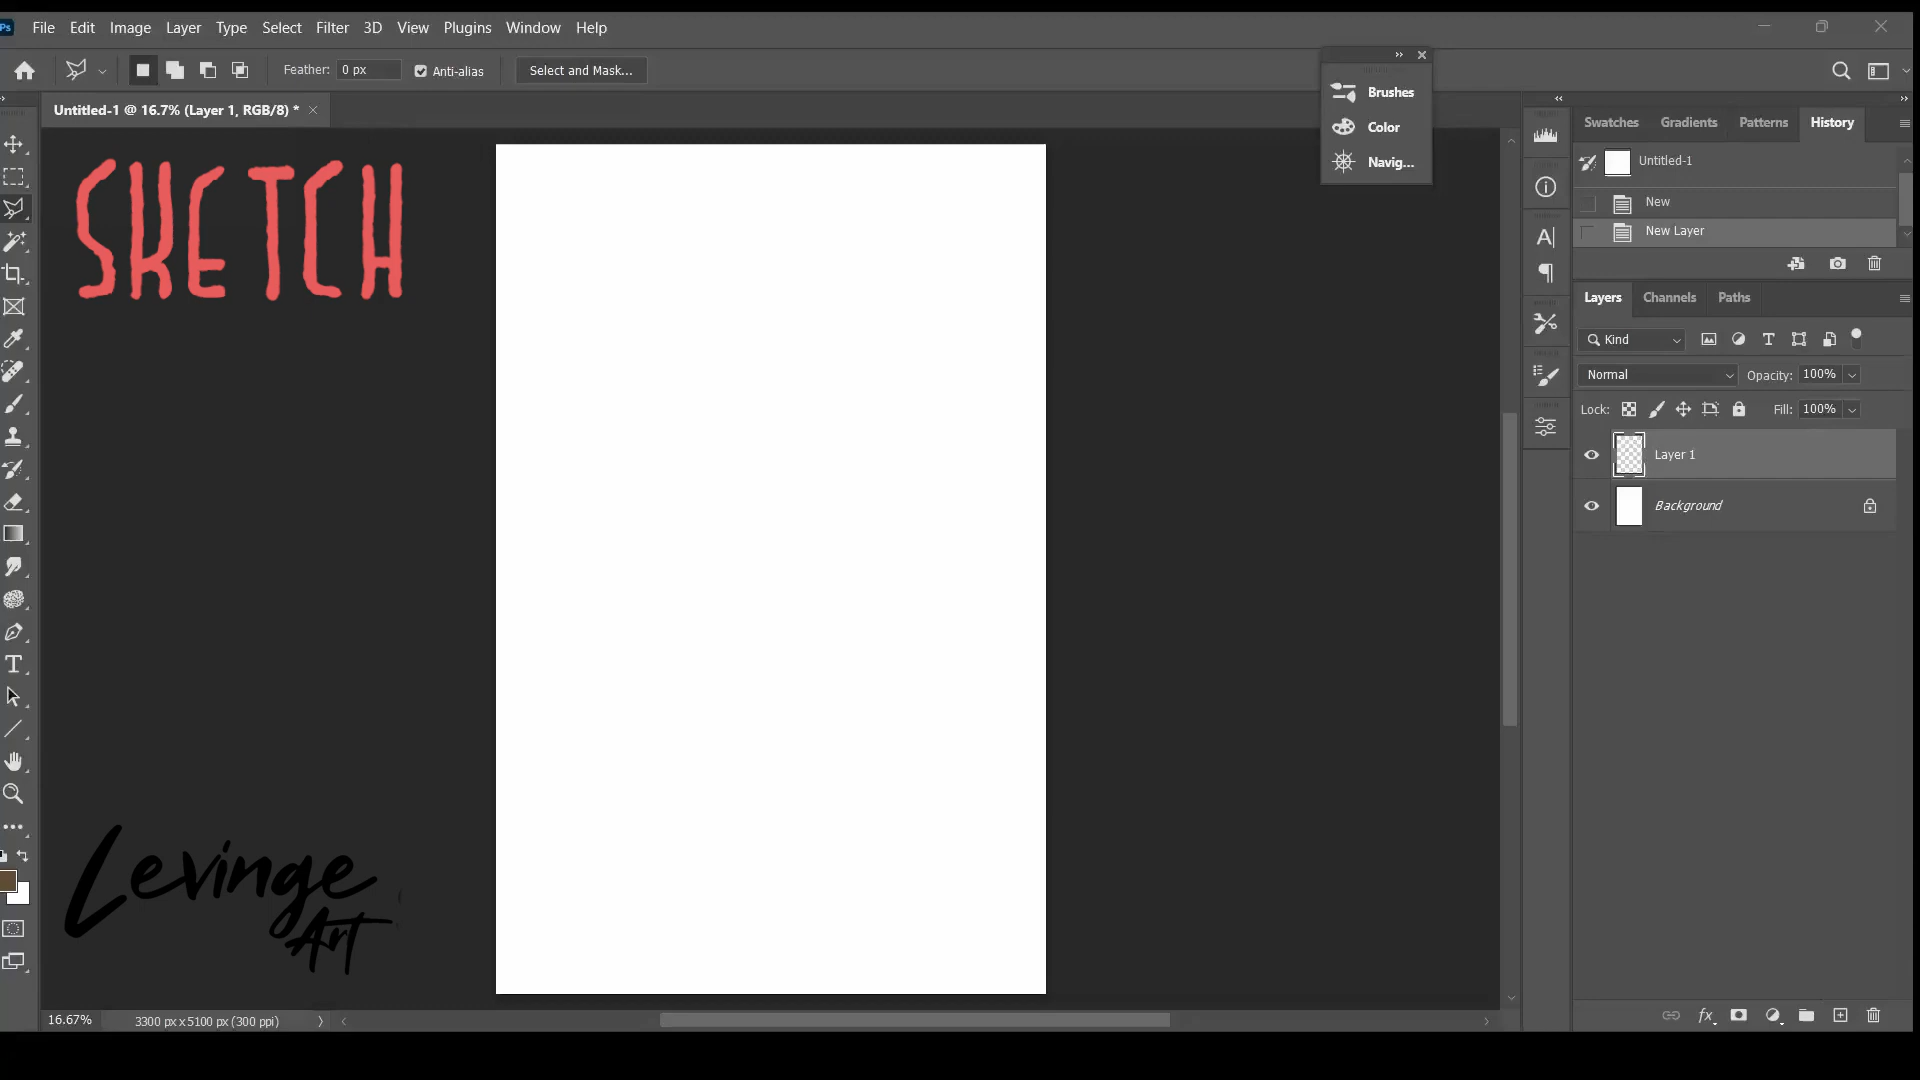 Ps File Edit Image Layer Type Select Filter 3D View Plugins Window Help
Feather: 0 px Anti-alias Select and Mask...
Untitled-1 @ 16.7% (Layer 1, RGB/8) *
SKETCH
Brushes
Color
Navig...
Swatches Gradients Patterns History
Untitled-1
New
New Layer
Layers Channels Paths
Kind
Normal Opacity: 100%
Lock: Fill: 100%
Layer 1
Background
Levinge
Art
16.67% 3300 px x 5100 px (300 ppi)